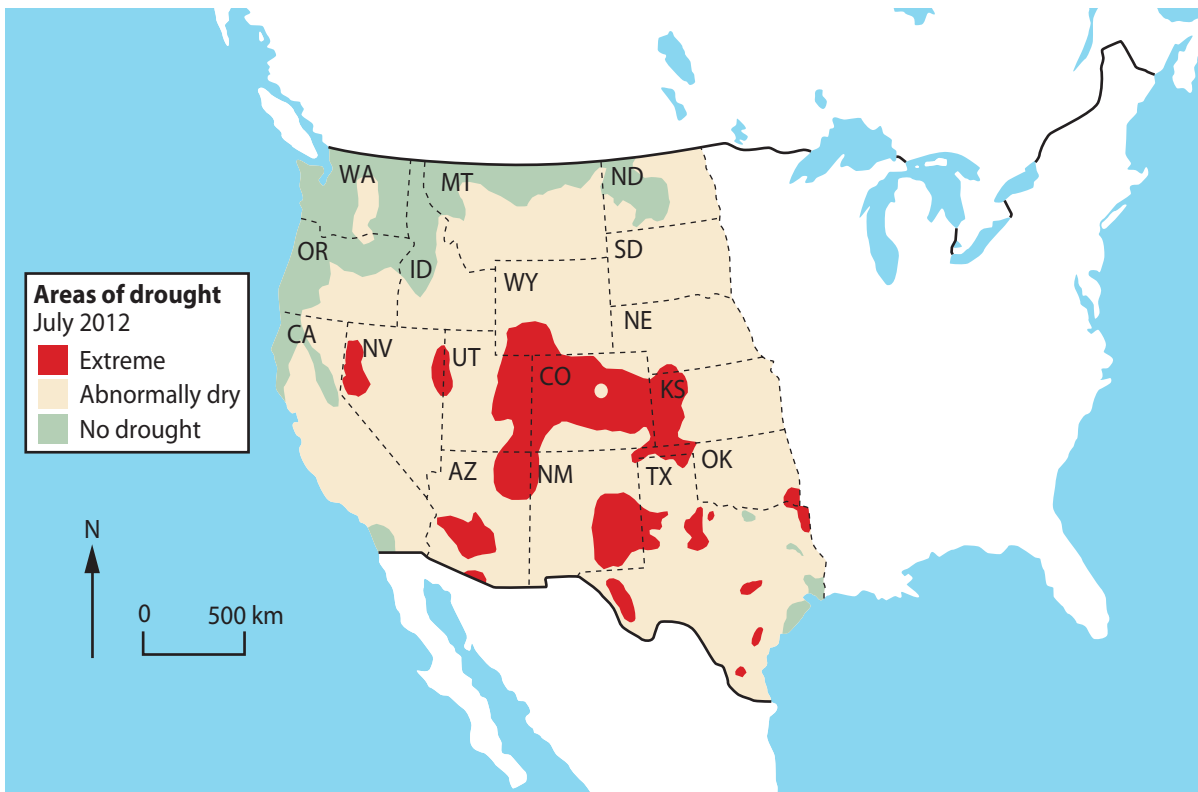 WA
MT
ND
OR
ID
SD
WY
Areas of drought
July 2012
Extreme
Abnormally dry
No drought
CA
NV
UT
CO
NE
KS
AZ
NM
TX
OK
N
0 500 km